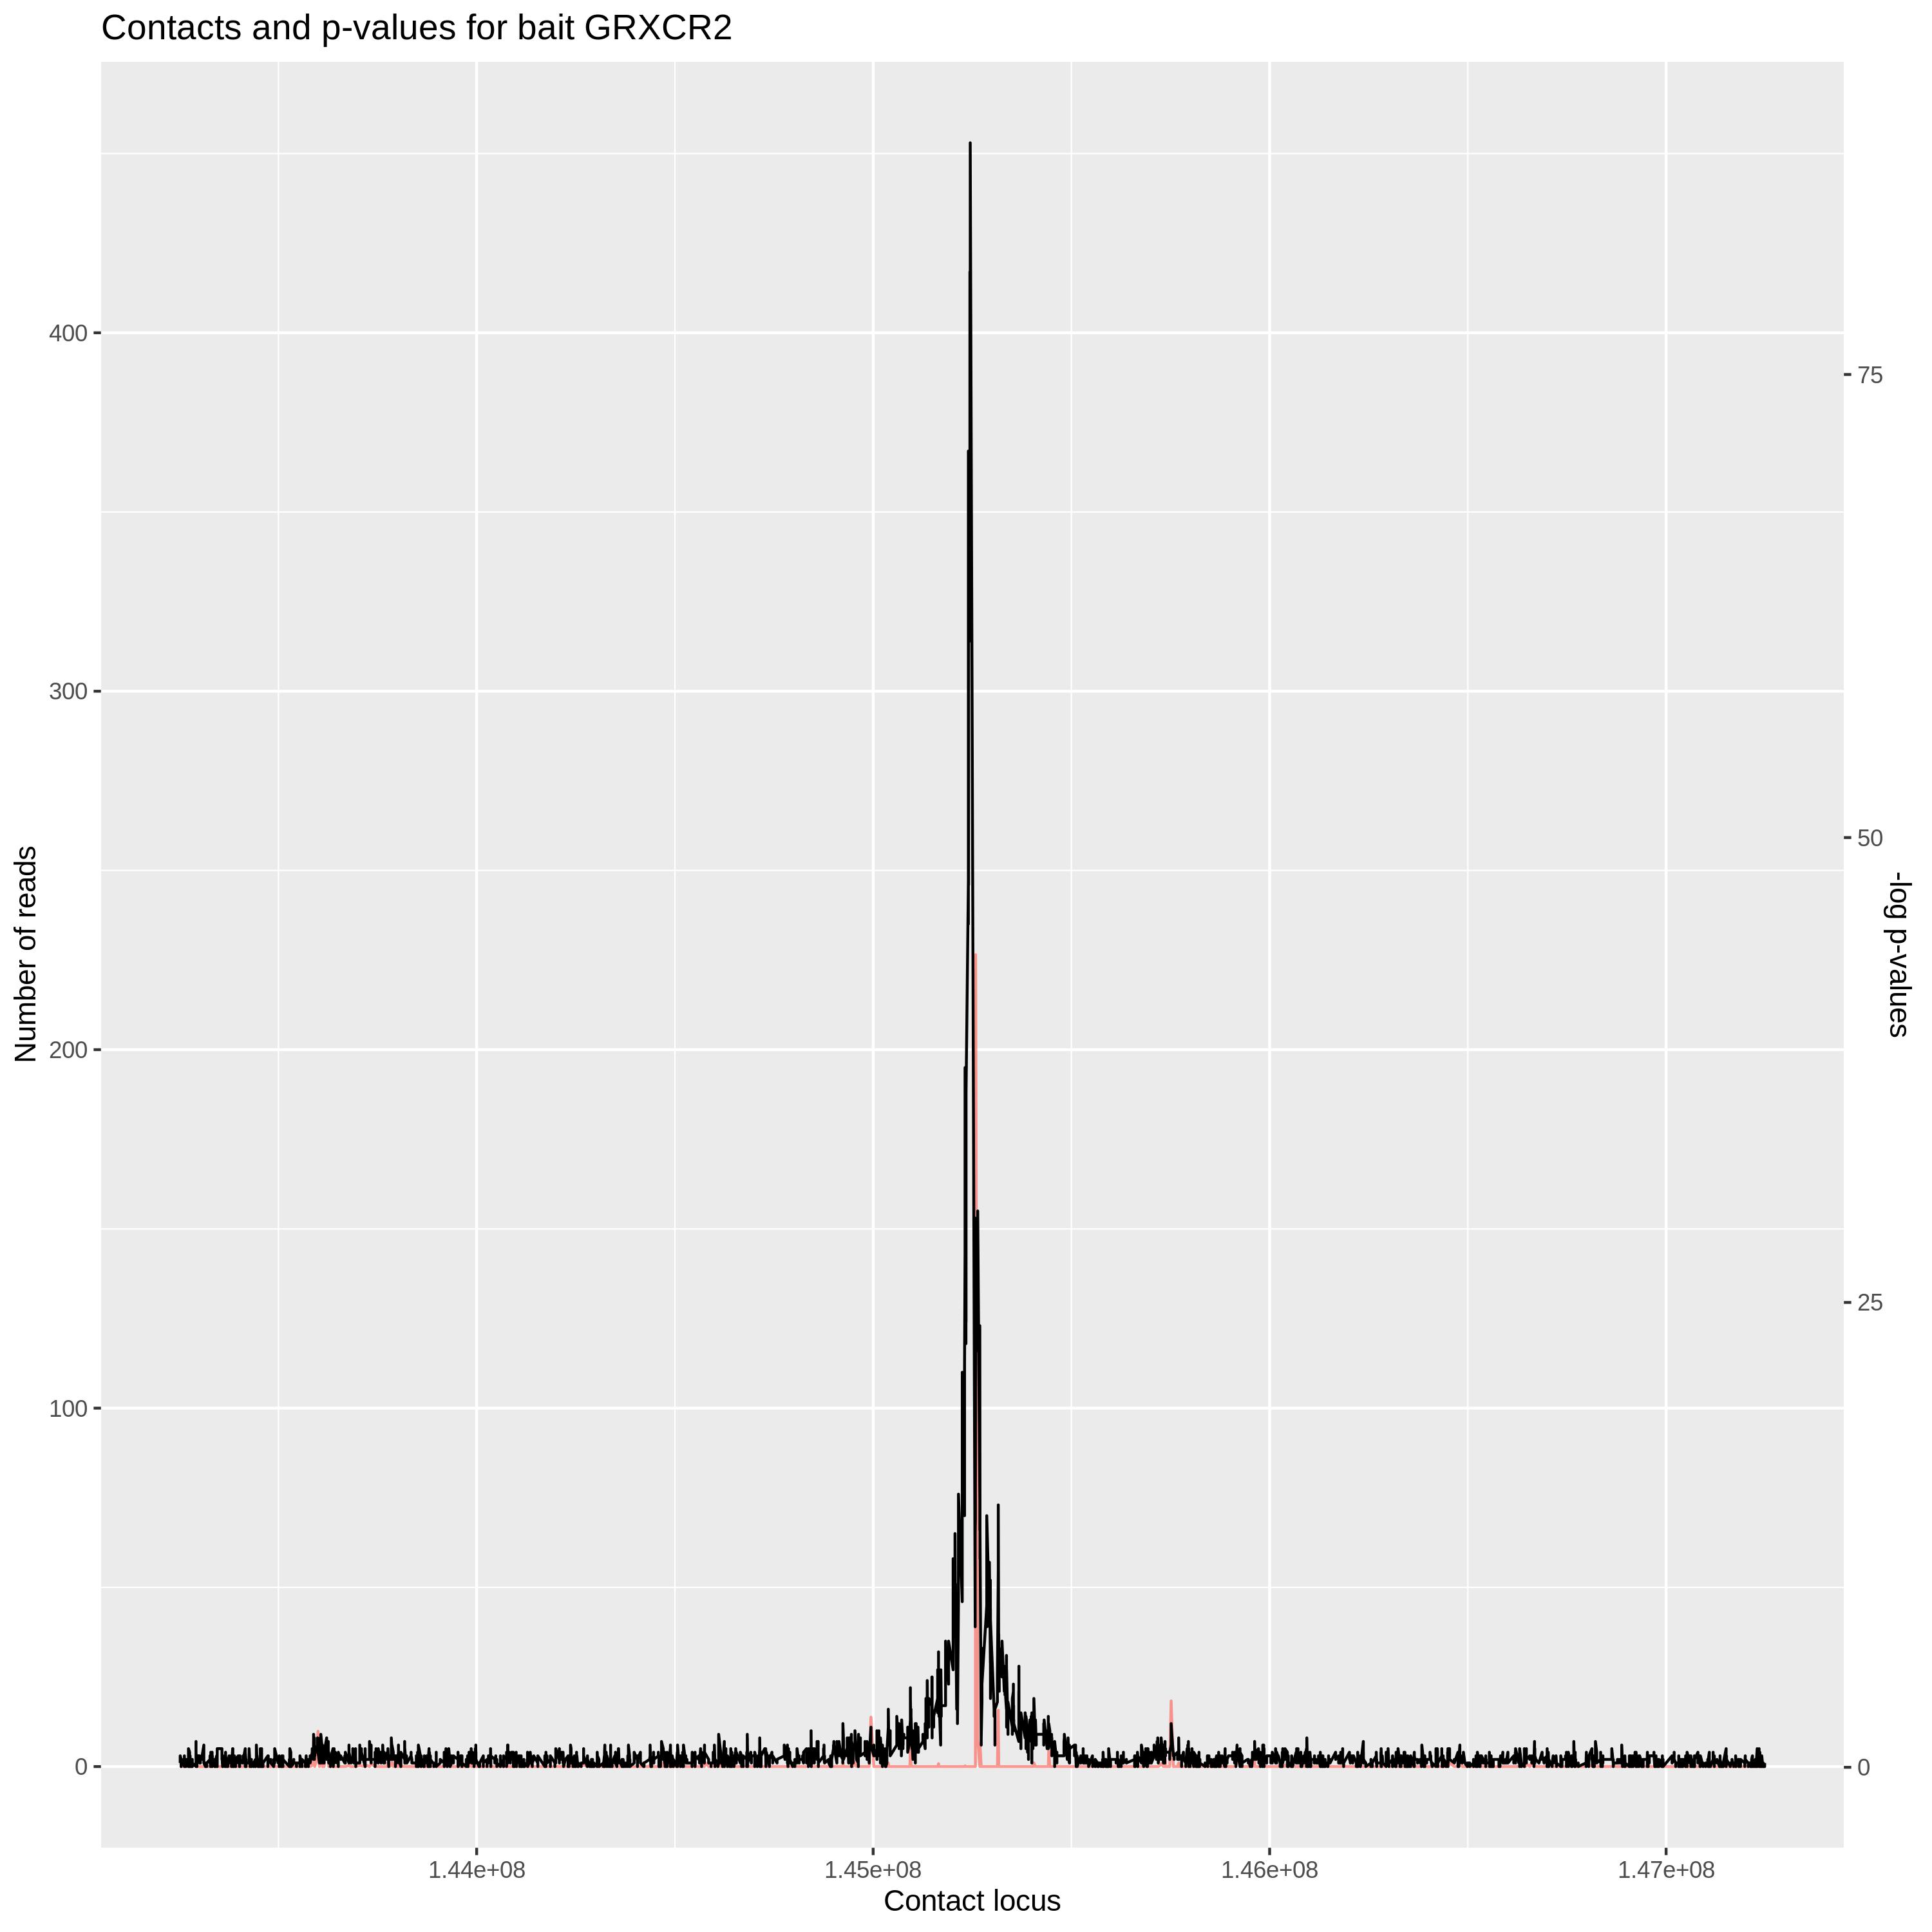 Contacts and p-values for bait GRXCR2
400
300
200
100
0
Number of reads
75
50
25
0
-log p-values
1.44e+08 1.45e+08 1.46e+08 1.47e+08
Contact locus